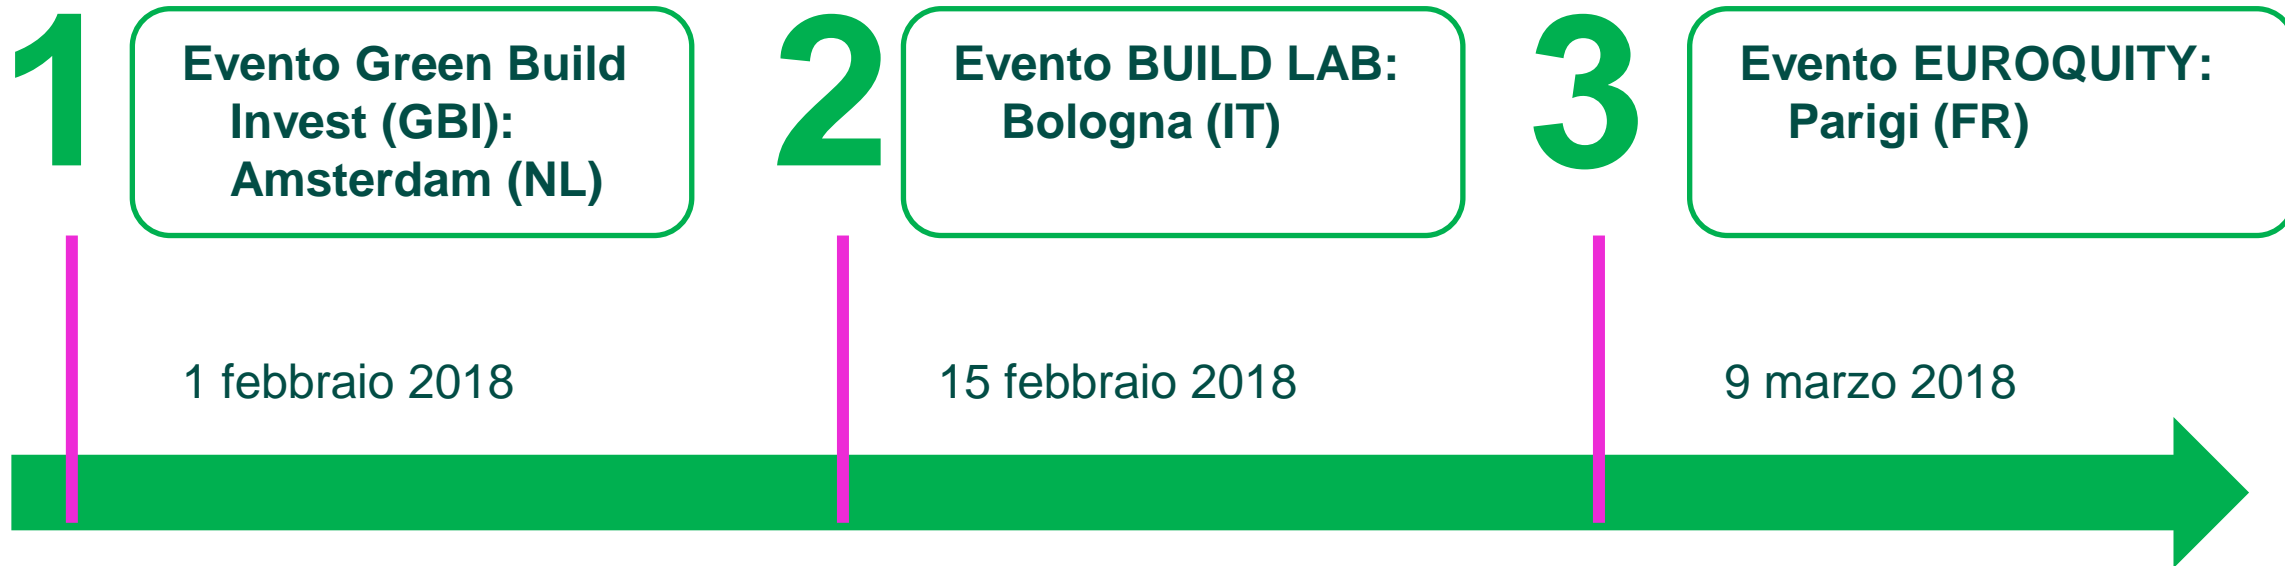 1
Evento Green Build
Invest (GBI):
Amsterdam (NL)
1 febbraio 2018
2
Evento BUILD LAB:
Bologna (IT)
15 febbraio 2018
3
Evento EUROQUITY:
Parigi (FR)
9 marzo 2018